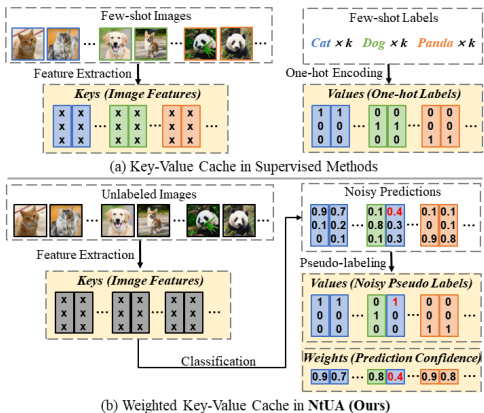 Few-shot Images
Few-shot Labels
...
...
...
Cat × k Dog × k Panda × k
Feature Extraction
One-hot Encoding
Keys (Image Features)
Values (One-hot Labels)
x x ... x x ... x x ...
x x x x x x
x x x x x x
1 1 ... 0 0 ... 0 0 ...
0 0 1 1 0 0
0 0 0 0 1 1
(a) Key-Value Cache in Supervised Methods
Unlabeled Images
Noisy Predictions
...
...
...
0.9 0.7 ... 0.1 0.4 ... 0.1 0.1 ...
0.0 0.2 0.8 0.3 0.0 0.1
0.1 0.1 0.1 0.3 0.9 0.8
Feature Extraction
Pseudo-labeling
Keys (Image Features)
Values (Noisy Pseudo Labels)
x x ... x x ... x x ...
x x x x x x
x x x x x x
1 1 ... 0 1 ... 0 0 ...
0 0 1 0 0 0
0 0 0 0 1 1
Classification
Weights (Prediction Confidence)
0.9 0.7 ... 0.8 0.4 ... 0.9 0.8 ...
(b) Weighted Key-Value Cache in NtUA (Ours)